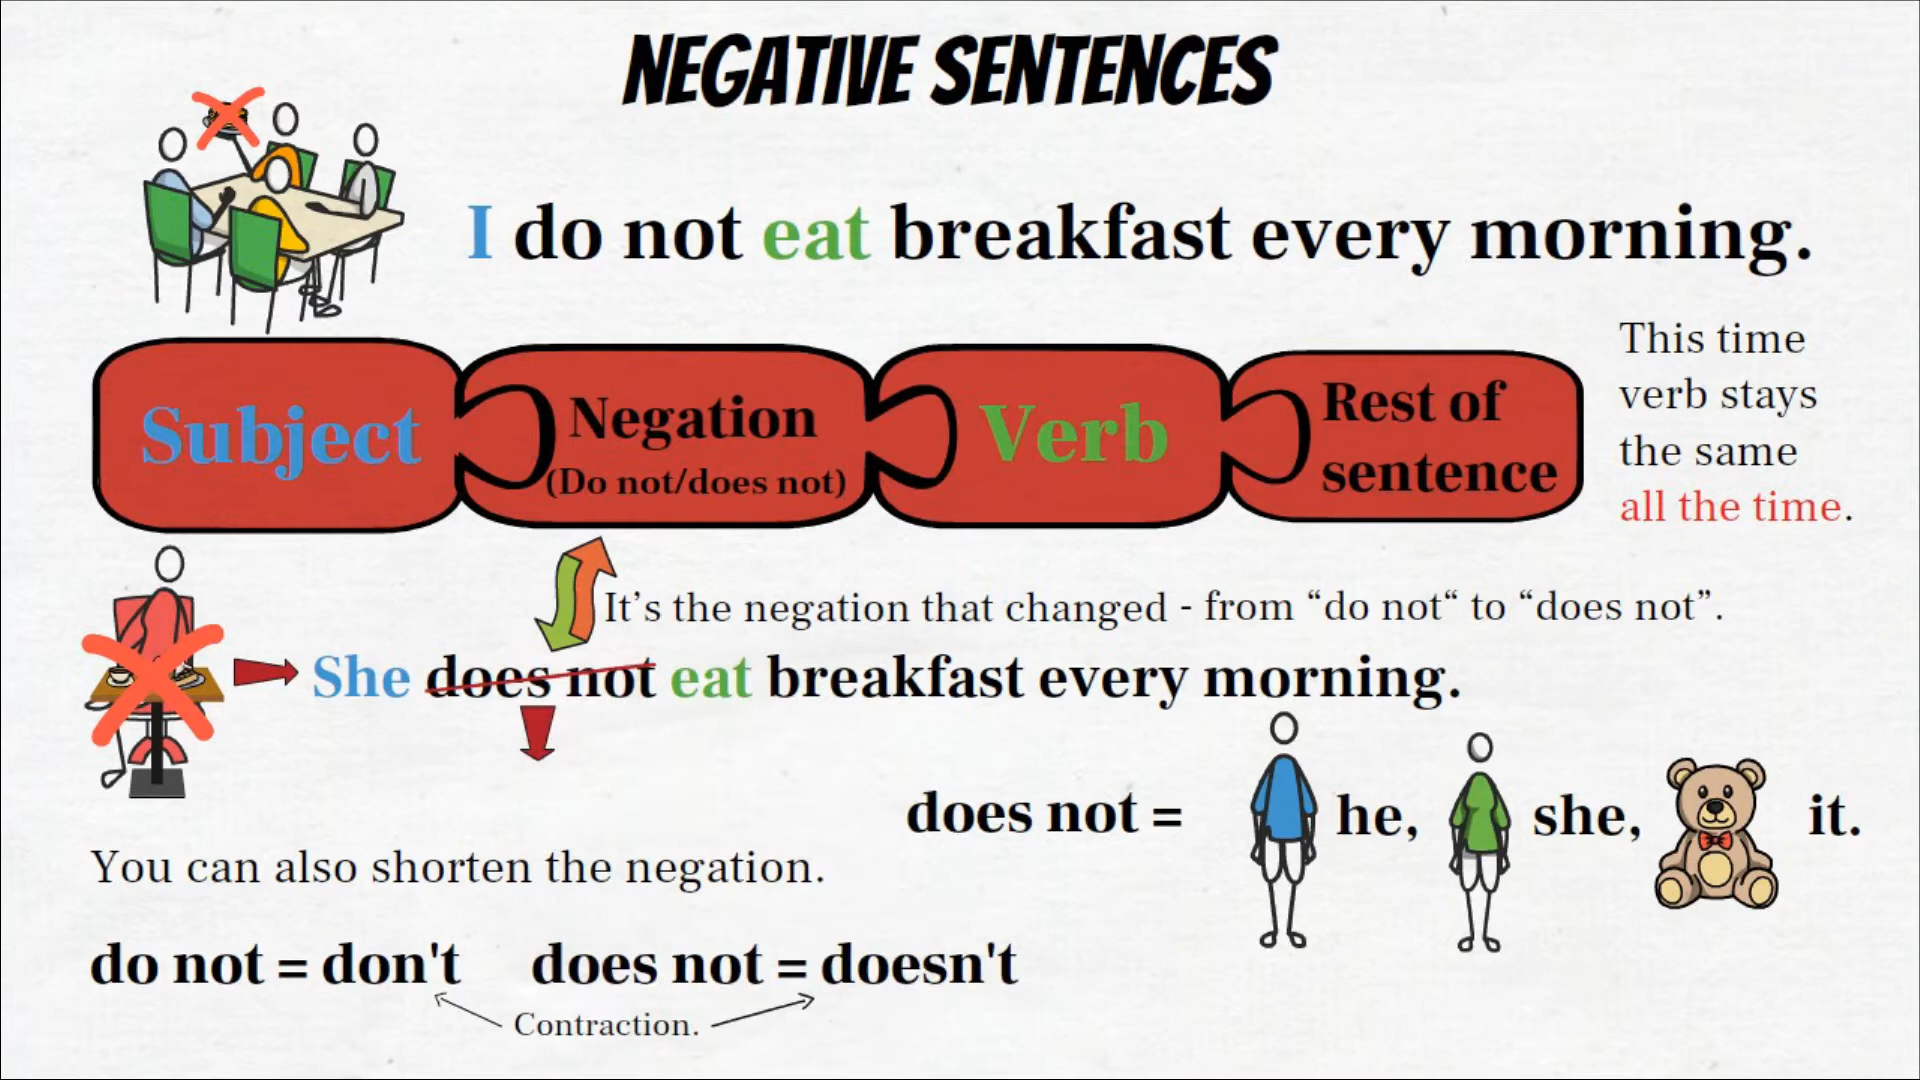 NEGATIVE SENTENCES
I do not eat breakfast every morning.
Subject
Negation
(Do not/does not)
Verb
Rest of
sentence
This time
verb stays
the same
all the time.
It’s the negation that changed - from “do not“ to “does not”.
She does not eat breakfast every morning.
does not = he, she, it.
You can also shorten the negation.
do not = don't does not = doesn't
Contraction.